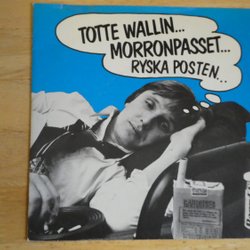 TOTTE WALLIN...
MORRONPASSET...
RYSKA POSTEN...